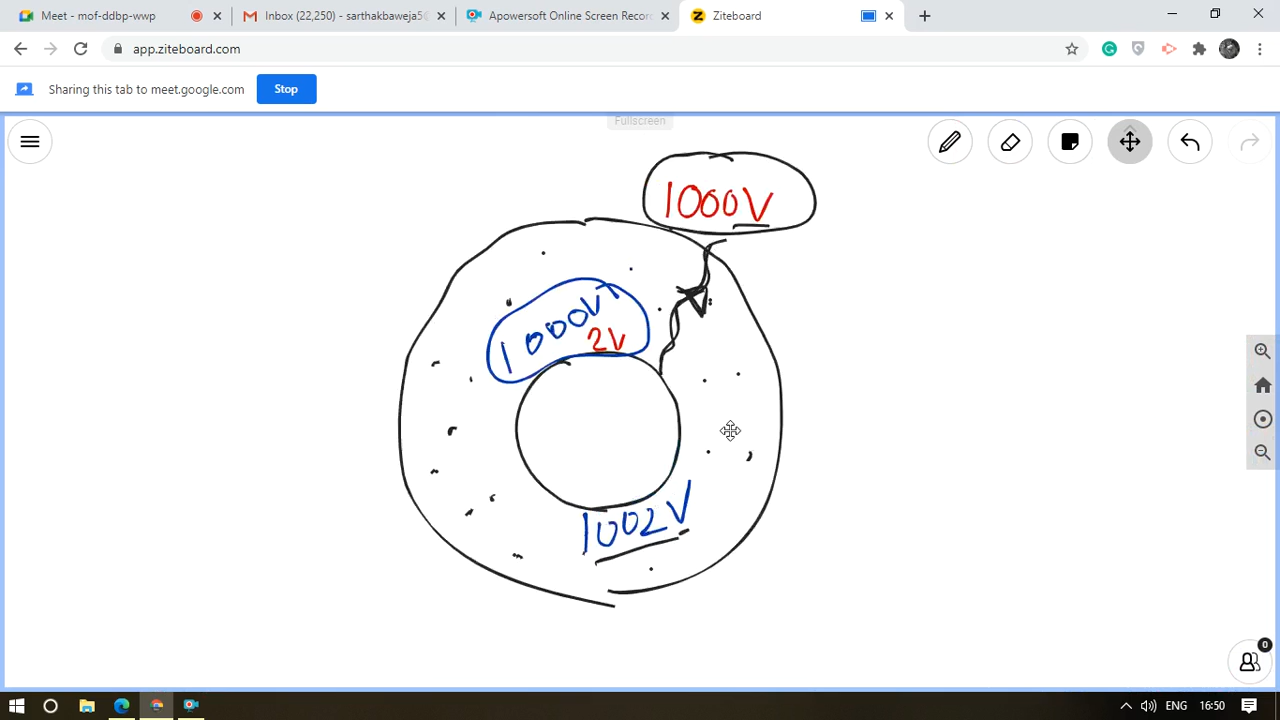 Meet - mof-ddbp-wwp
Inbox (22,250) - sarthakbaweja5
Apowersoft Online Screen Recor
Ziteboard
app.ziteboard.com
Sharing this tab to meet.google.com
Stop
Fullscreen
1000V
1000V
2V
1002V
0
ENG
16:50